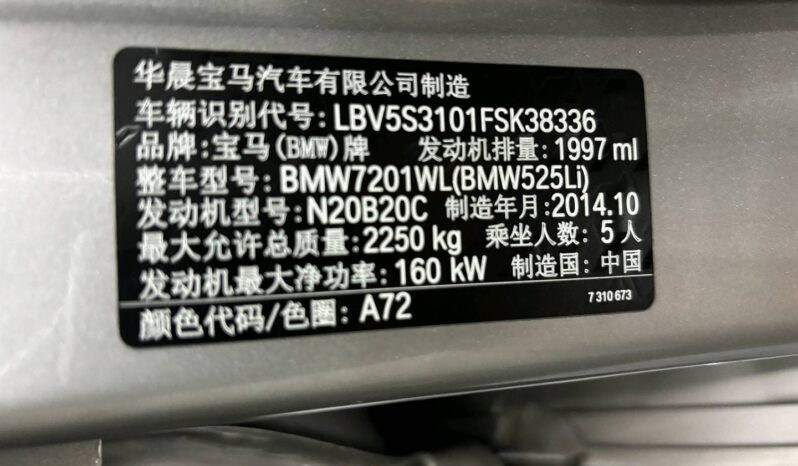 华晨宝马汽车有限公司制造
车辆识别代号: LBV5S3101FSK38336
品牌: 宝马(BMW)牌 发动机排量: 1997 ml
整车型号: BMW7201WL(BMW525Li)
发动机型号: N20B20C 制造年月: 2014.10
最大允许总质量: 2250 kg 乘坐人数: 5 人
发动机最大净功率: 160 kW 制造国: 中国
7 310 673
颜色代码/色圈: A72